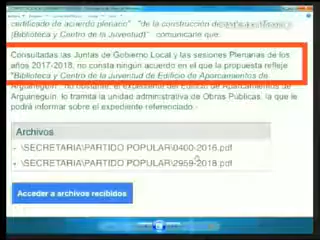 certificado de acuerdo plenario" "de la construcción de
(Biblioteca y Centro de la Juventud)" comunicarle que:
Consultadas las Juntas de Gobierno Local y las sesiones Plenarias de los
años 2017-2018, no consta ningún acuerdo en el que la propuesta refleje
"Biblioteca y Centro de la Juventud de Edificio de Aparcamientos de
Arguineguín" no obstante, el expediente del Edificio de Aparcamientos de
Arguineguín, lo tramita la unidad administrativa de Obras Públicas, la que le
podrá informar sobre el expediente referenciado.
Archivos
- \SECRETARIA\PARTIDO POPULAR\0400-2016.pdf
- \SECRETARIA\PARTIDO POPULAR\2959-2018.pdf
Acceder a archivos recibidos